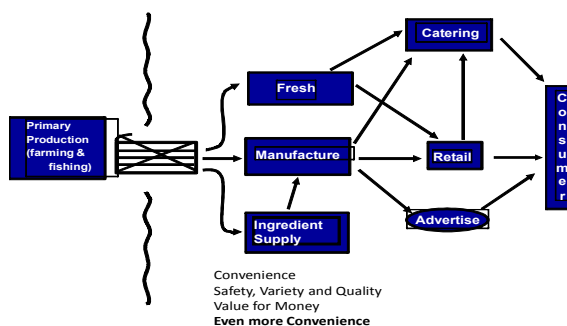 Catering
Fresh
Primary
Production
(farming &
fishing)
Manufacture
Retail
Consumer
Ingredient
Supply
Advertise
Convenience
Safety, Variety and Quality
Value for Money
Even more Convenience